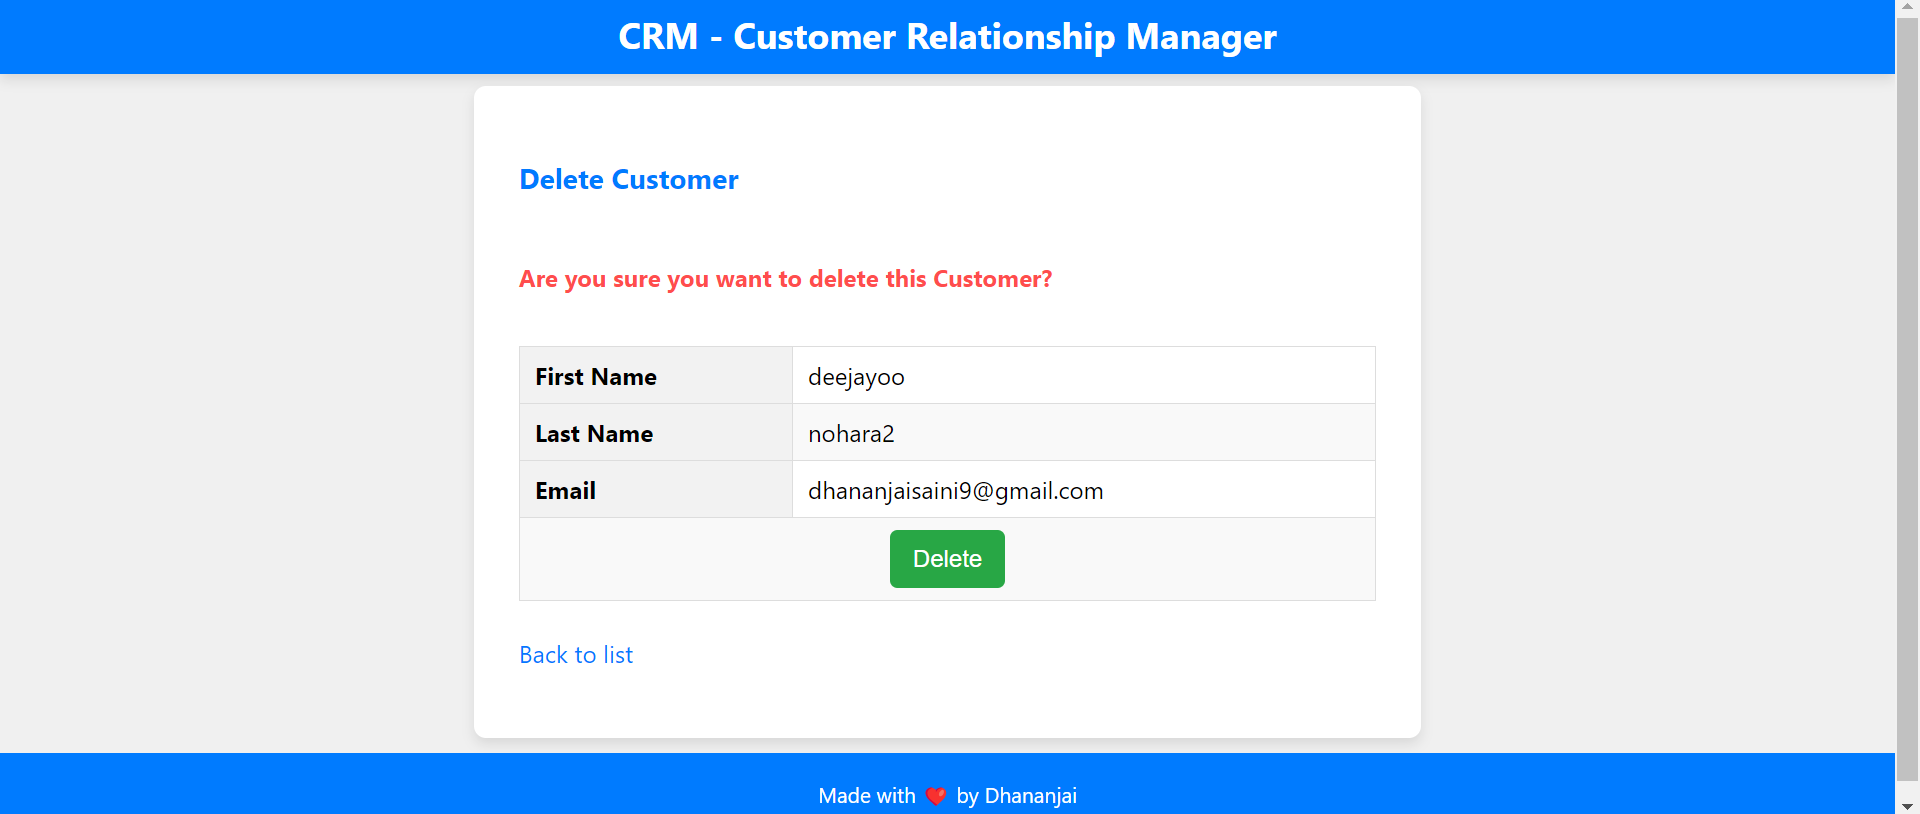 CRM - Customer Relationship Manager
Delete Customer
Are you sure you want to delete this Customer?
First Name deejayoo
Last Name nohara2
Email dhananjaisaini9@gmail.com
Delete
Back to list
Made with ❤️ by Dhananjai